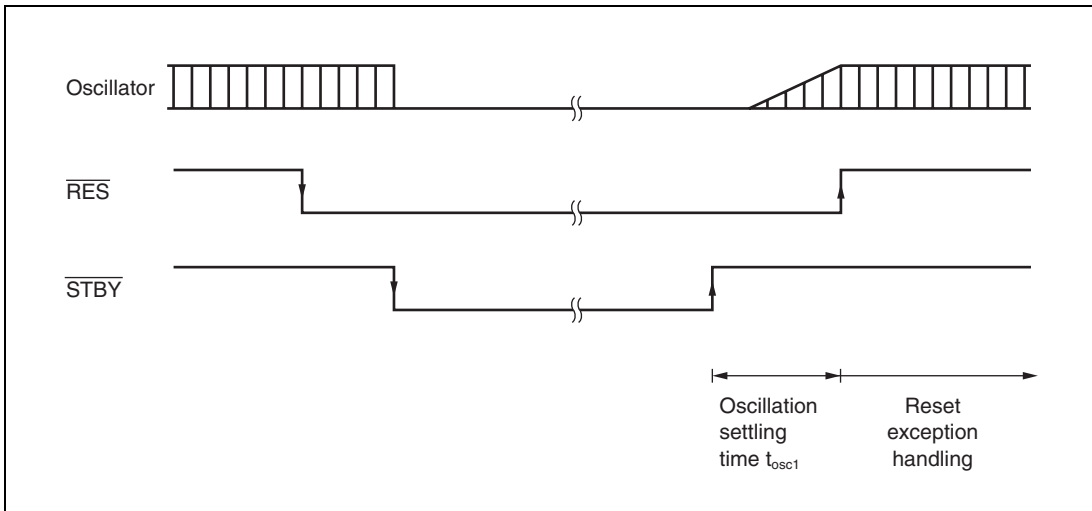 Oscillator
RES
STBY
Oscillation
settling
time tosc1
Reset
exception
handling